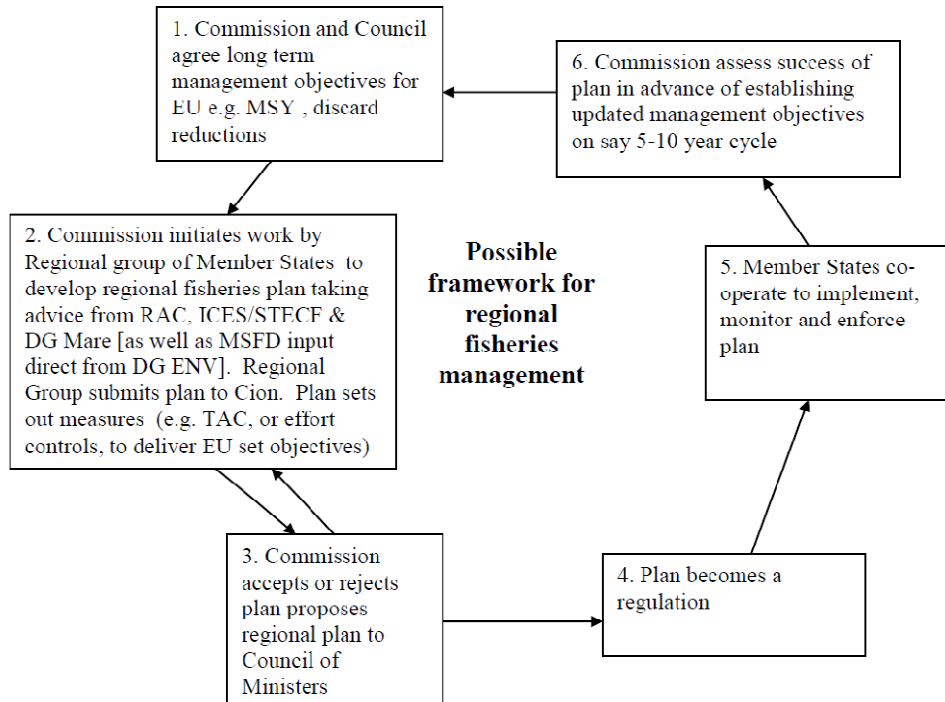 1. Commission and Council
agree long term
management objectives for
EU e.g. MSY , discard
reductions
6. Commission assess success of
plan in advance of establishing
updated management objectives
on say 5-10 year cycle
2. Commission initiates work by
Regional group of Member States to
develop regional fisheries plan taking
advice from RAC, ICES/STECF &
DG Mare [as well as MSFD input
direct from DG ENV]. Regional
Group submits plan to Cion. Plan sets
out measures (e.g. TAC, or effort
controls, to deliver EU set objectives)
Possible
framework for
regional
fisheries
management
5. Member States co-
operate to implement,
monitor and enforce
plan
3. Commission
accepts or rejects
plan proposes
regional plan to
Council of
Ministers
4. Plan becomes a
regulation